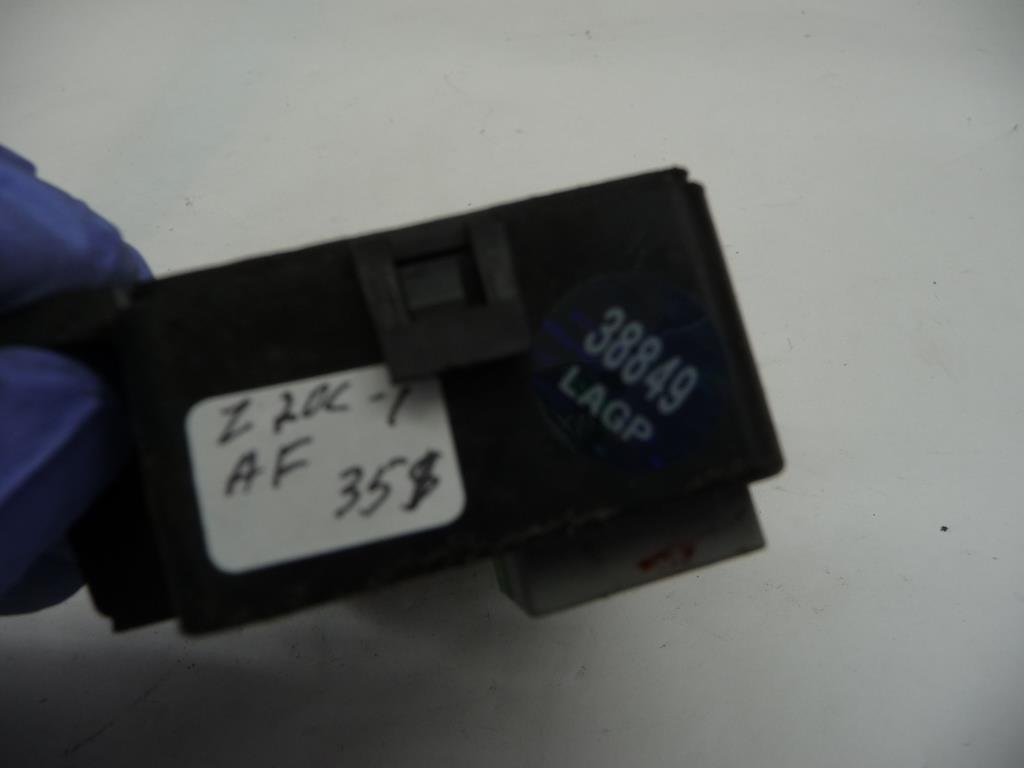 Z 20C-1
AF
35$
38849
LAGP